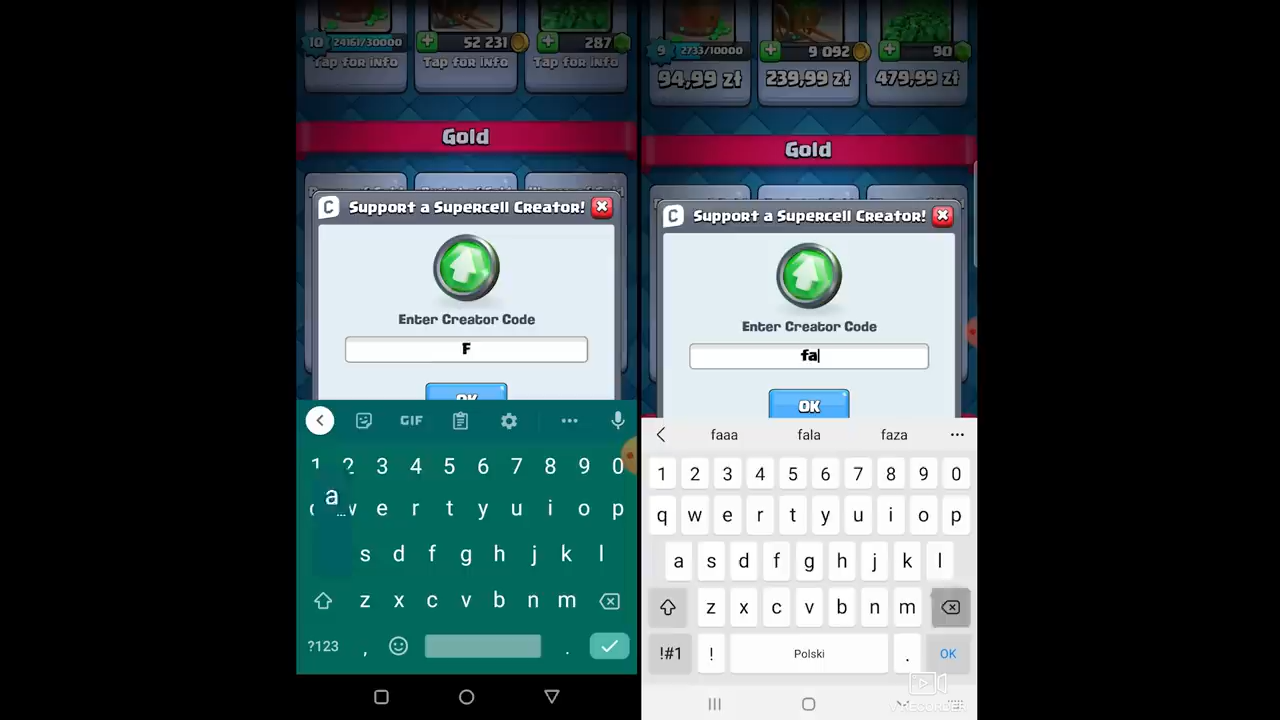 10 24161/30000 52 231 287
Tap for info Tap for info Tap for info
Gold
C Support a Supercell Creator!
Enter Creator Code
F
OK
GIF
1 2 3 4 5 6 7 8 9 0
w e r t y u i o p
a
s d f g h j k l
z x c v b n m
?123 , .
9 2733/10000 9 092 90
94,99 zł 239,99 zł 479,99 zł
Gold
C Support a Supercell Creator!
Enter Creator Code
fa
OK
faaa fala faza
1 2 3 4 5 6 7 8 9 0
q w e r t y u i o p
a s d f g h j k l
z x c v b n m
!#1 ! Polski . OK